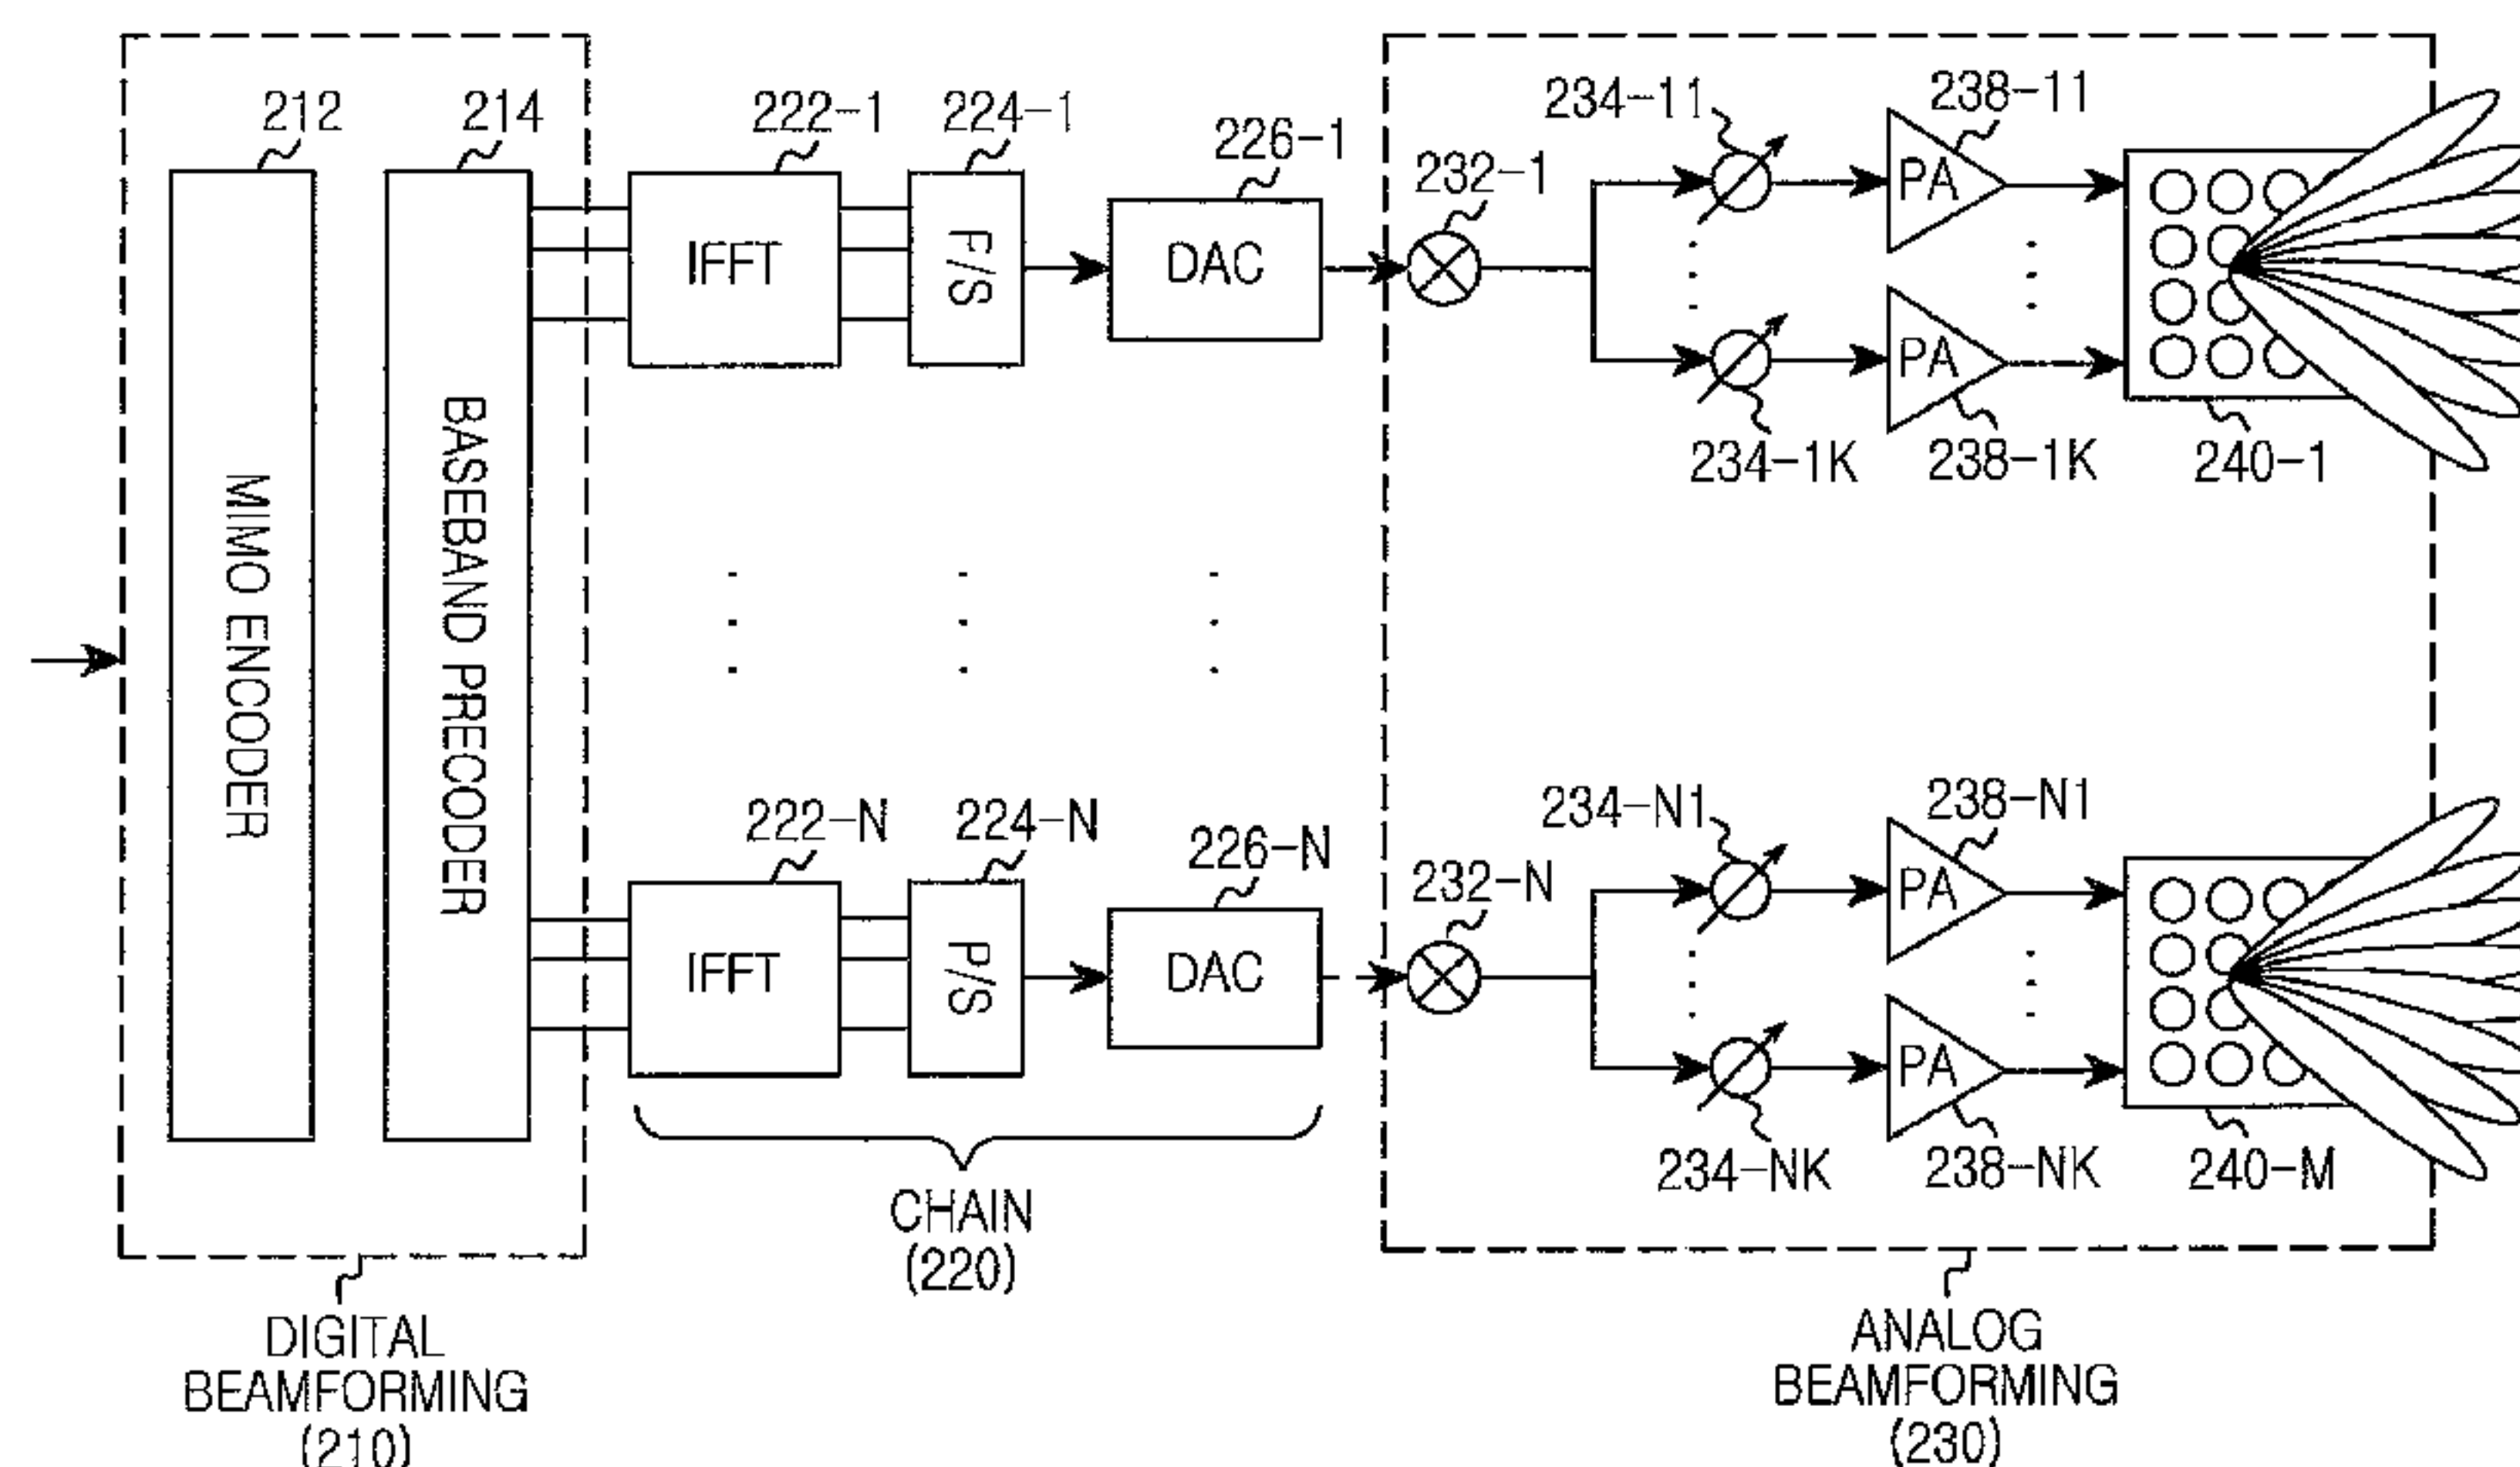 212
214
222-1
224-1
226-1
232-1
234-11
238-11
MIMO ENCODER
BASEBAND PRECODER
IFFT
P/S
DAC
PA
PA
234-1K
238-1K
240-1
222-N
224-N
226-N
232-N
234-N1
238-N1
IFFT
P/S
DAC
PA
PA
234-NK
238-NK
240-M
CHAIN
(220)
DIGITAL
BEAMFORMING
(210)
ANALOG
BEAMFORMING
(230)